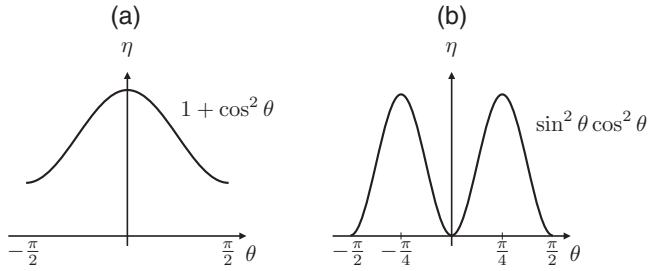 (a)
η
1 + cos² θ
−π/2
π/2
θ
(b)
η
sin² θ cos² θ
−π/2
−π/4
π/4
π/2
θ